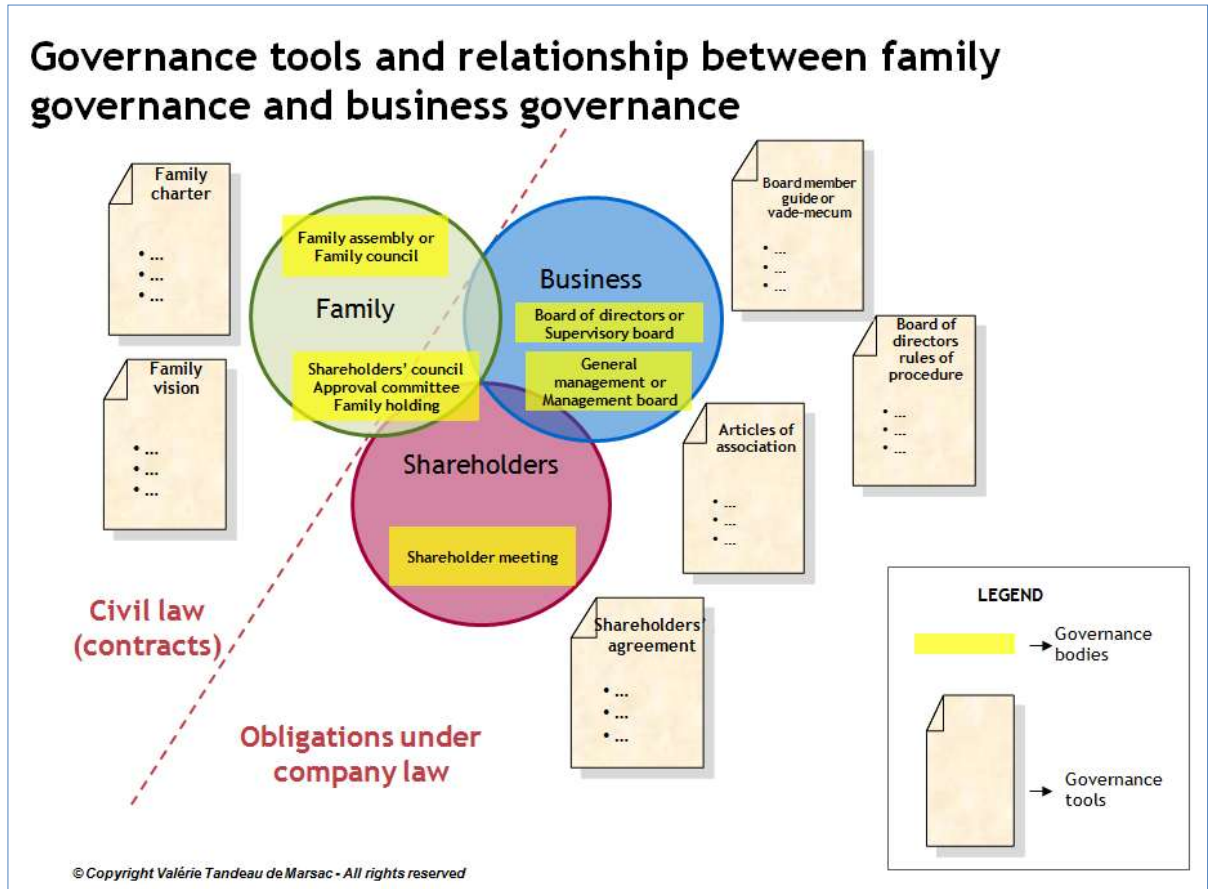 Governance tools and relationship between family
governance and business governance
Family
charter
• ...
• ...
• ...
Family
vision
• ...
• ...
• ...
Family assembly or
Family council
Family
Shareholders' council
Approval committee
Family holding
Business
Board of directors or
Supervisory board
General
management or
Management board
Shareholders
Shareholder meeting
Board member
guide or
vade-mecum
• ...
• ...
• ...
Board of
directors
rules of
procedure
• ...
• ...
• ...
Articles of
association
• ...
• ...
• ...
Shareholders'
agreement
• ...
• ...
• ...
Civil law
(contracts)
Obligations under
company law
LEGEND
Governance
bodies
Governance
tools
© Copyright Valérie Tandeau de Marsac - All rights reserved